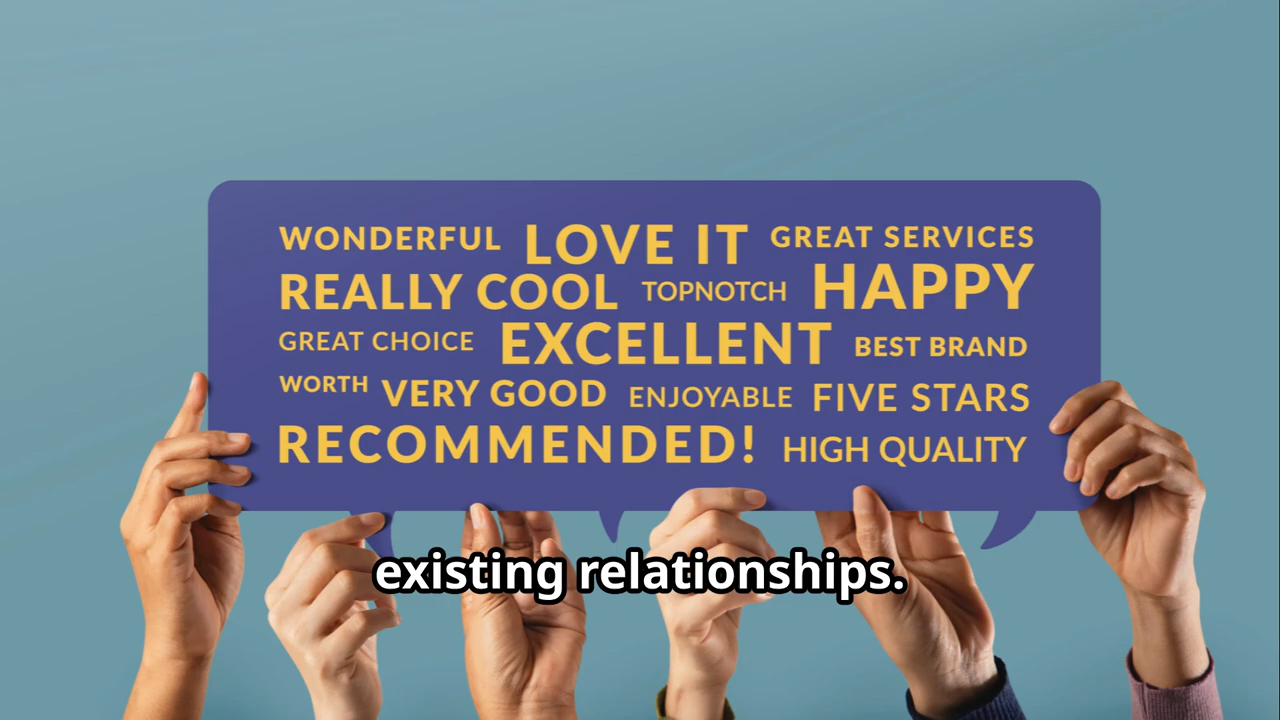 WONDERFUL LOVE IT GREAT SERVICES
REALLY COOL TOPNOTCH HAPPY
GREAT CHOICE EXCELLENT BEST BRAND
WORTH VERY GOOD ENJOYABLE FIVE STARS
RECOMMENDED! HIGH QUALITY
existing relationships.